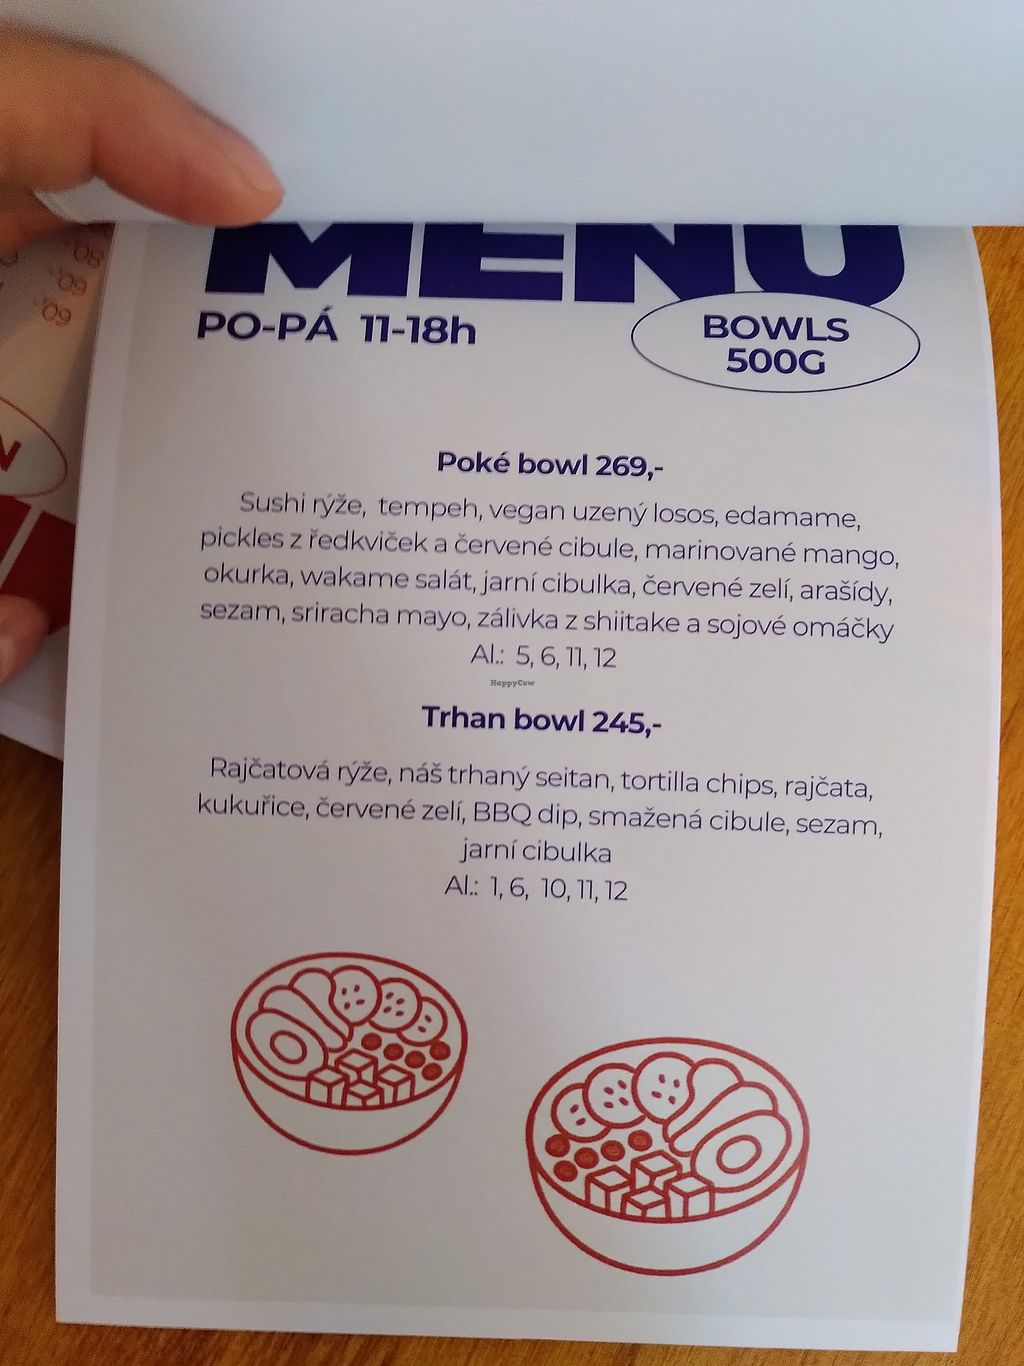 MENU
PO-PÁ 11-18h
BOWLS
500G
Poké bowl 269,-
Sushi rýže, tempeh, vegan uzený losos, edamame,
pickles z ředkviček a červené cibule, marinované mango,
okurka, wakame salát, jarní cibulka, červené zelí, arašídy,
sezam, sriracha mayo, zálivka z shiitake a sojové omáčky
Al.: 5, 6, 11, 12
HappyCow
Trhan bowl 245,-
Rajčatová rýže, náš trhaný seitan, tortilla chips, rajčata,
kukuřice, červené zelí, BBQ dip, smažená cibule, sezam,
jarní cibulka
Al.: 1, 6, 10, 11, 12